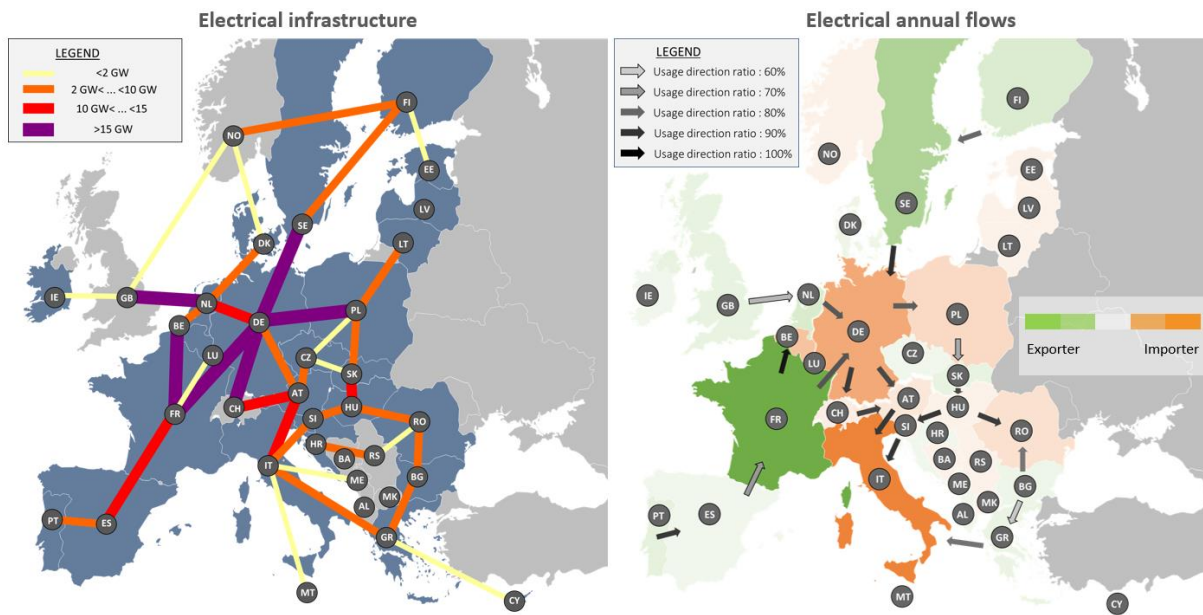 Electrical infrastructure
LEGEND
<2 GW
2 GW< ... <10 GW
10 GW< ... <15
>15 GW
FI
NO
EE
SE
LV
DK
LT
IE
GB
NL
PL
BE
DE
LU
CZ
SK
AT
FR
CH
HU
SI
RO
HR
RS
BA
IT
ME
BG
MK
AL
PT
ES
GR
MT
CY
Electrical annual flows
LEGEND
Usage direction ratio : 60%
Usage direction ratio : 70%
Usage direction ratio : 80%
Usage direction ratio : 90%
Usage direction ratio : 100%
FI
NO
EE
SE
LV
DK
LT
IE
GB
NL
PL
DE
BE
CZ
LU
SK
AT
CH
HU
FR
SI
RO
HR
BA
RS
IT
ME
BG
MK
AL
PT
ES
GR
MT
CY
Exporter
Importer